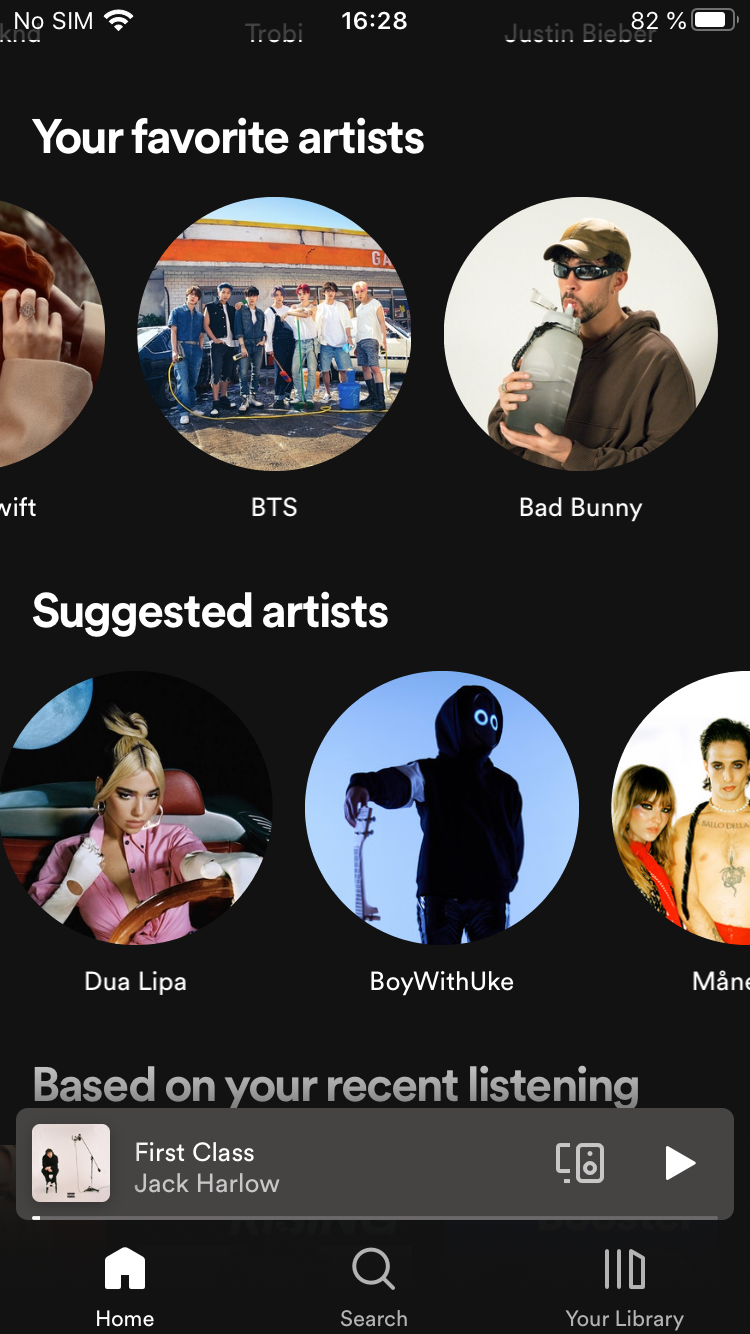 No SIM 16:28 82 %
Trobi Justin Bieber
Your favorite artists
GA
wift BTS Bad Bunny
Suggested artists
Dua Lipa BoyWithUke Måne
Based on your recent listening
First Class
Jack Harlow
Home Search Your Library